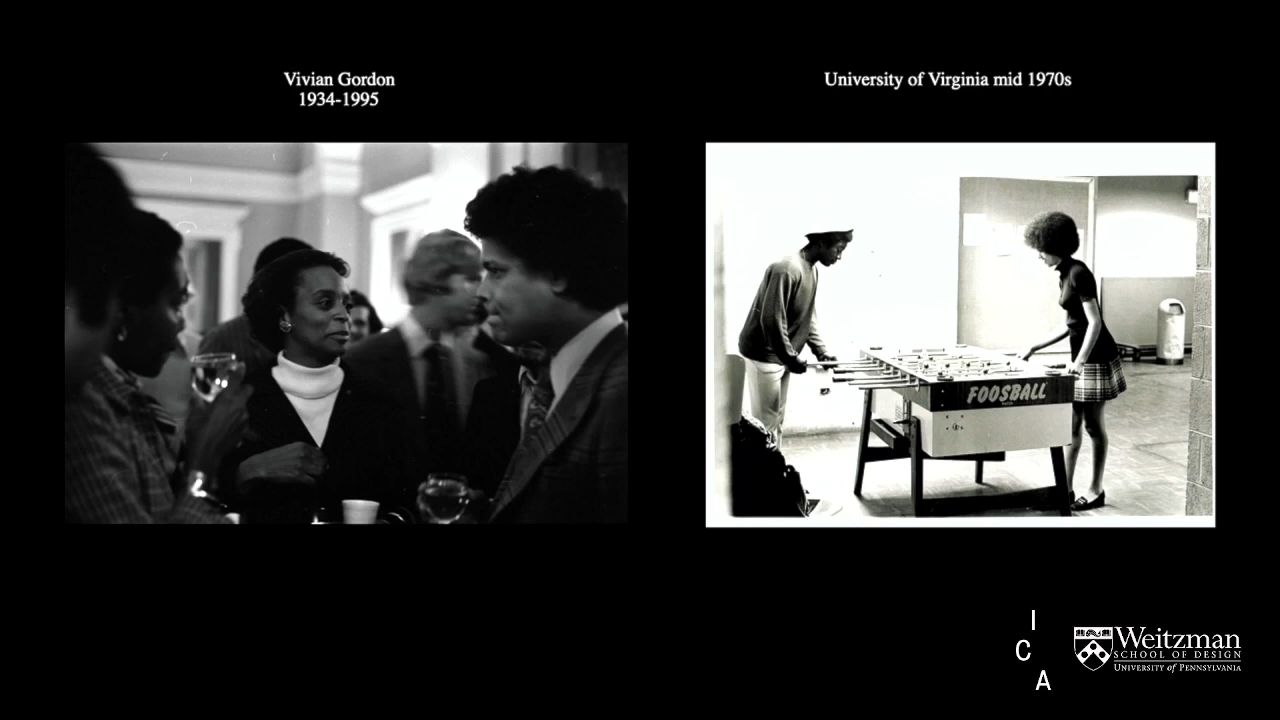 Vivian Gordon
1934-1995
University of Virginia mid 1970s
FOOSBALL
I
C
A
Weitzman
SCHOOL OF DESIGN
UNIVERSITY of PENNSYLVANIA